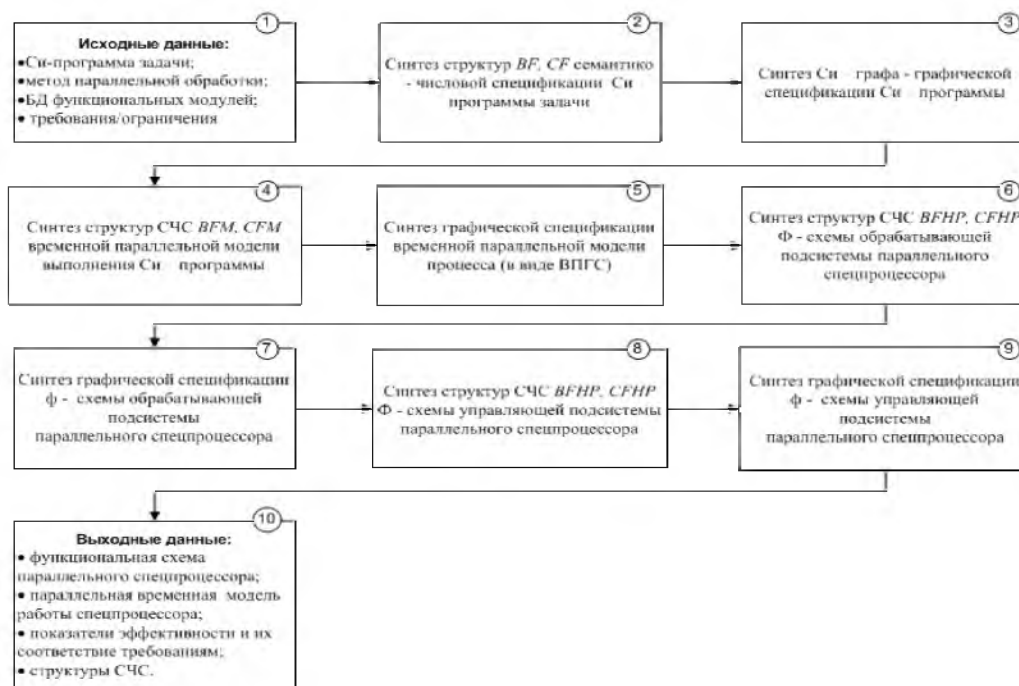 1
Исходные данные:
•Си-программа задачи;
•метод параллельной обработки;
•БД функциональных модулей;
• требования/ограничения
2
Синтез структур BF, CF семантико
- числовой спецификации Си
программы задачи
3
Синтез Си графа - графической
спецификации Си программы
4
Синтез структур СЧС BFM, CFM
временной параллельной модели
выполнения Си программы
5
Синтез графической спецификации
временной параллельной модели
процесса (в виде ВПГС)
6
Синтез структур СЧС BFHP, CFHP
Ф - схемы обрабатывающей
подсистемы параллельного
спецпроцессора
7
Синтез графической спецификации
ф - схемы обрабатывающей
подсистемы
параллельного спецпроцессора
8
Синтез структур СЧС BFHP, CFHP
Ф - схемы управляющей подсистемы
параллельного спецпроцессора
9
Синтез графической спецификации
ф - схемы управляющей
подсистемы
параллельного спецпроцессора
10
Выходные данные:
• функциональная схема
параллельного спецпроцессора;
• параллельная временная модель
работы спецпроцессора;
• показатели эффективности и их
соответствие требованиям;
• структуры СЧС.